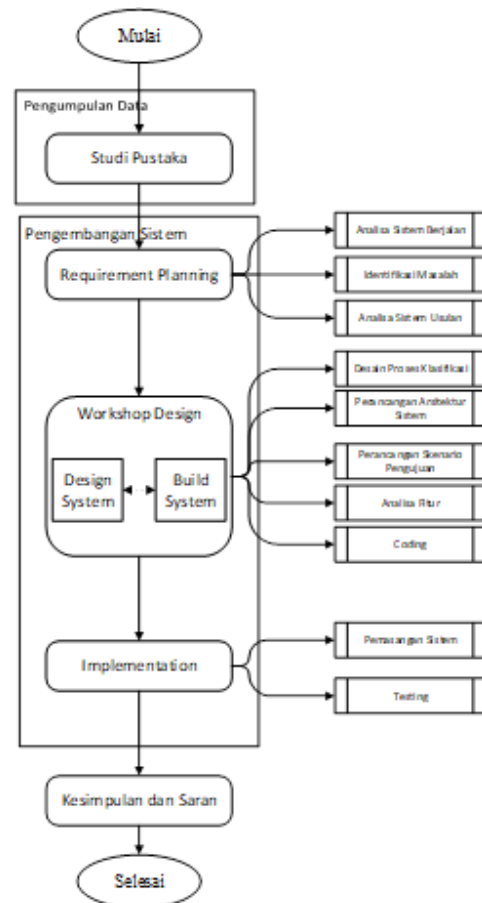 Mulai
Pengumpulan Data
Studi Pustaka
Pengembangan Sistem
Requirement Planning
Analisa Sistem Berjalan
Identifikasi Masalah
Analisa Sistem Usulan
Workshop Design
Design
System
Build
System
Desain Proses Klasifikasi
Perancangan Arsitektur
Sistem
Perancangan Skenario
Pengujuan
Analisa Fitur
Coding
Implementation
Pemasangan Sistem
Testing
Kesimpulan dan Saran
Selesai